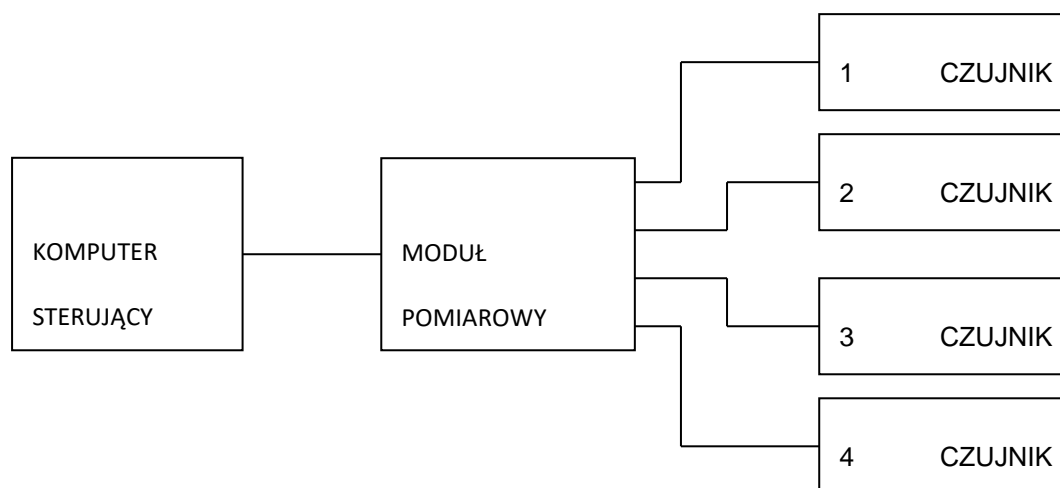 1 CZUJNIK
2 CZUJNIK
KOMPUTER
STERUJĄCY
MODUŁ
POMIAROWY
3 CZUJNIK
4 CZUJNIK